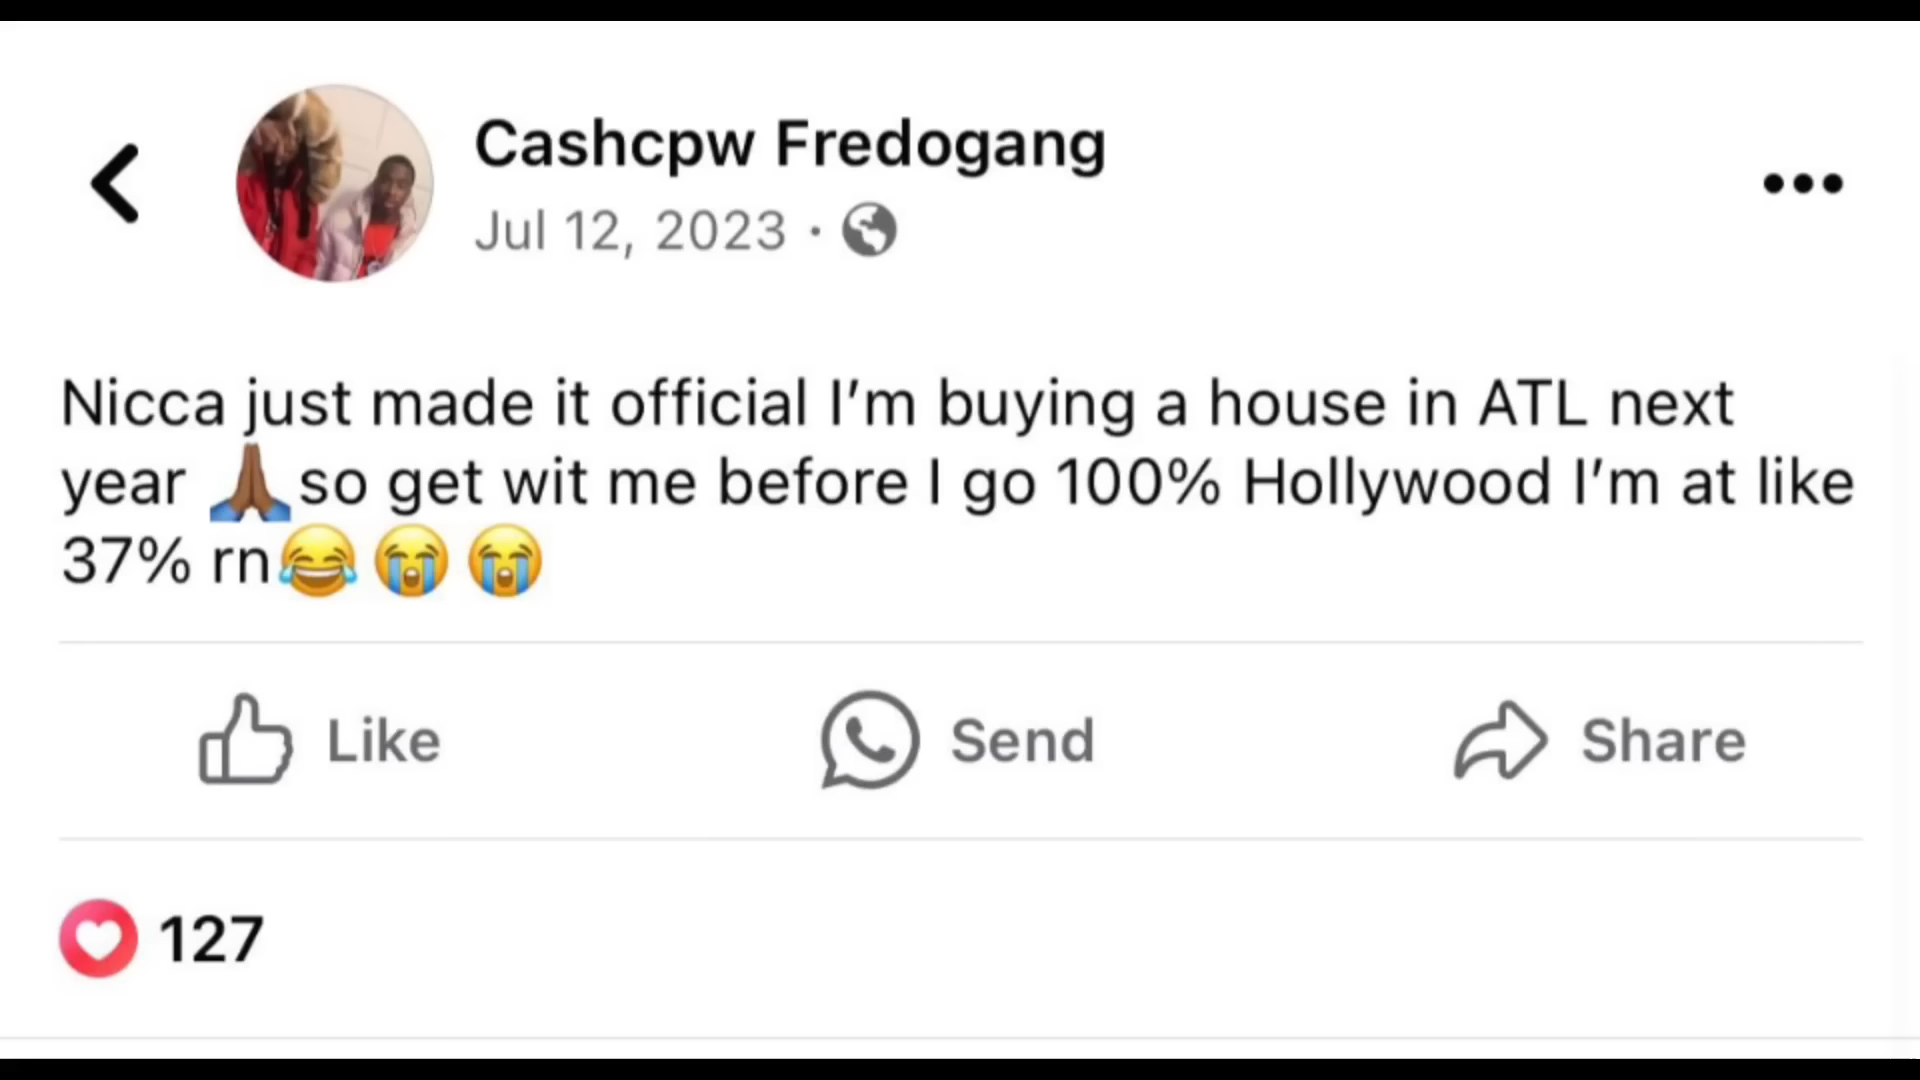 Cashcpw Fredogang
Jul 12, 2023 ·
Nicca just made it official I'm buying a house in ATL next
year 🙏🏾so get wit me before I go 100% Hollywood I'm at like
37% rn😂😭😭
Like
Send
Share
127